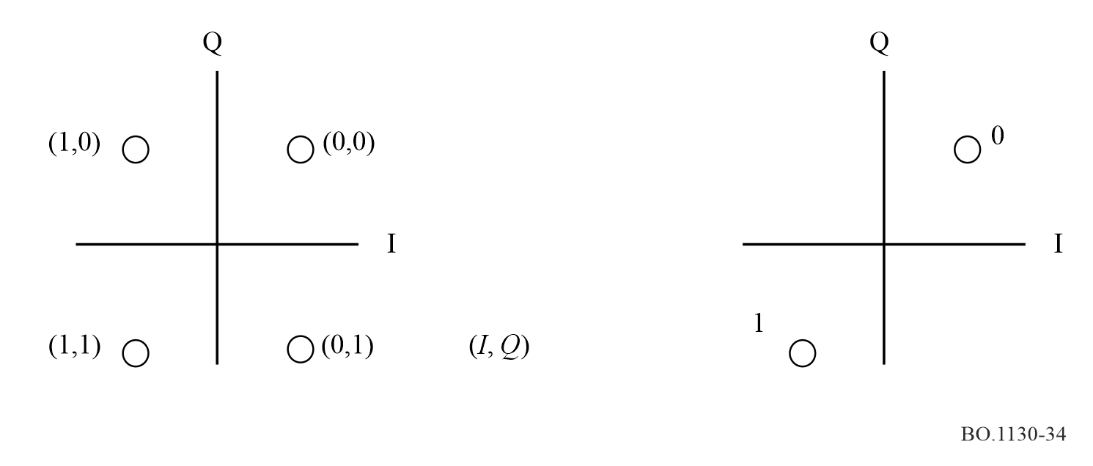 Q
Q
(1,0)
(0,0)
0
I
I
(1,1)
(0,1)
(I, Q)
1
BO.1130-34